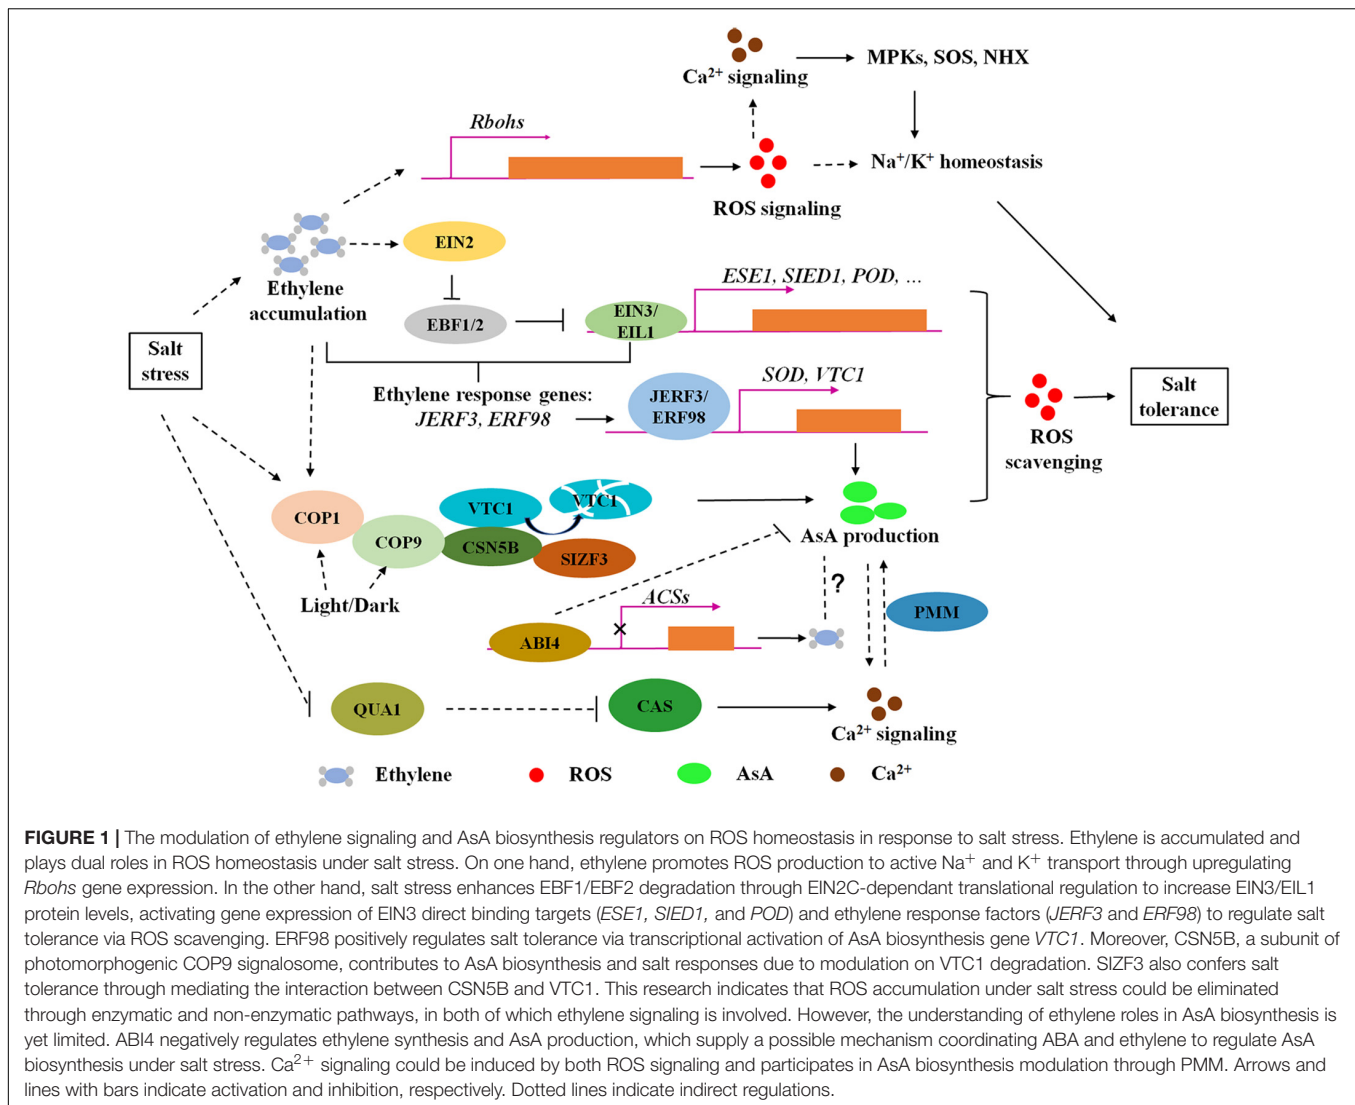 Ca²⁺ signaling
MPKs, SOS, NHX
Rbohs
ROS signaling
Na⁺/K⁺ homeostasis
Ethylene
accumulation
EIN2
EBF1/2
EIN3/
EIL1
ESE1, SIED1, POD, ...
Salt
stress
Ethylene response genes:
JERF3, ERF98
JERF3/
ERF98
SOD, VTC1
ROS
scavenging
Salt
tolerance
COP1
COP9
VTC1
VTC1
CSN5B
SIZF3
AsA production
Light/Dark
?
ACSs
×
ABI4
PMM
QUA1
CAS
Ca²⁺ signaling
Ethylene
ROS
AsA
Ca²⁺
FIGURE 1 | The modulation of ethylene signaling and AsA biosynthesis regulators on ROS homeostasis in response to salt stress. Ethylene is accumulated and
plays dual roles in ROS homeostasis under salt stress. On one hand, ethylene promotes ROS production to active Na⁺ and K⁺ transport through upregulating
Rbohs gene expression. In the other hand, salt stress enhances EBF1/EBF2 degradation through EIN2C-dependant translational regulation to increase EIN3/EIL1
protein levels, activating gene expression of EIN3 direct binding targets (ESE1, SIED1, and POD) and ethylene response factors (JERF3 and ERF98) to regulate salt
tolerance via ROS scavenging. ERF98 positively regulates salt tolerance via transcriptional activation of AsA biosynthesis gene VTC1. Moreover, CSN5B, a subunit of
photomorphogenic COP9 signalosome, contributes to AsA biosynthesis and salt responses due to modulation on VTC1 degradation. SIZF3 also confers salt
tolerance through mediating the interaction between CSN5B and VTC1. This research indicates that ROS accumulation under salt stress could be eliminated
through enzymatic and non-enzymatic pathways, in both of which ethylene signaling is involved. However, the understanding of ethylene roles in AsA biosynthesis is
yet limited. ABI4 negatively regulates ethylene synthesis and AsA production, which supply a possible mechanism coordinating ABA and ethylene to regulate AsA
biosynthesis under salt stress. Ca²⁺ signaling could be induced by both ROS signaling and participates in AsA biosynthesis modulation through PMM. Arrows and
lines with bars indicate activation and inhibition, respectively. Dotted lines indicate indirect regulations.